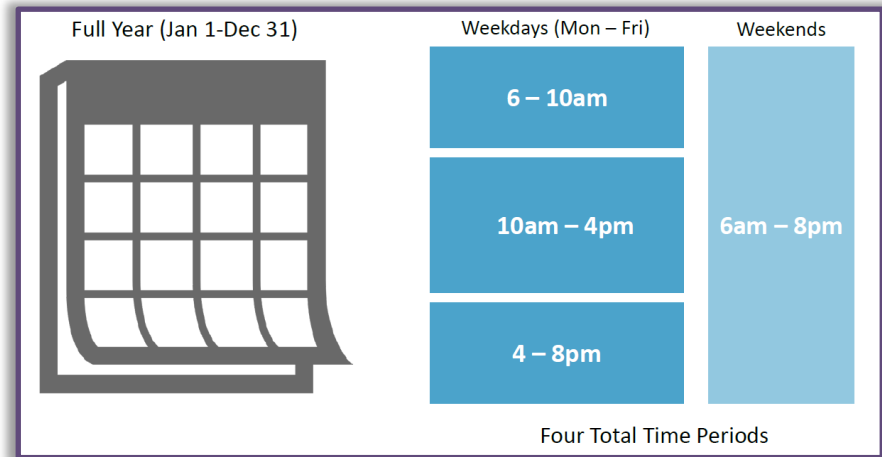 Full Year (Jan 1-Dec 31)
Weekdays (Mon – Fri)
Weekends
6 – 10am
10am – 4pm
6am – 8pm
4 – 8pm
Four Total Time Periods